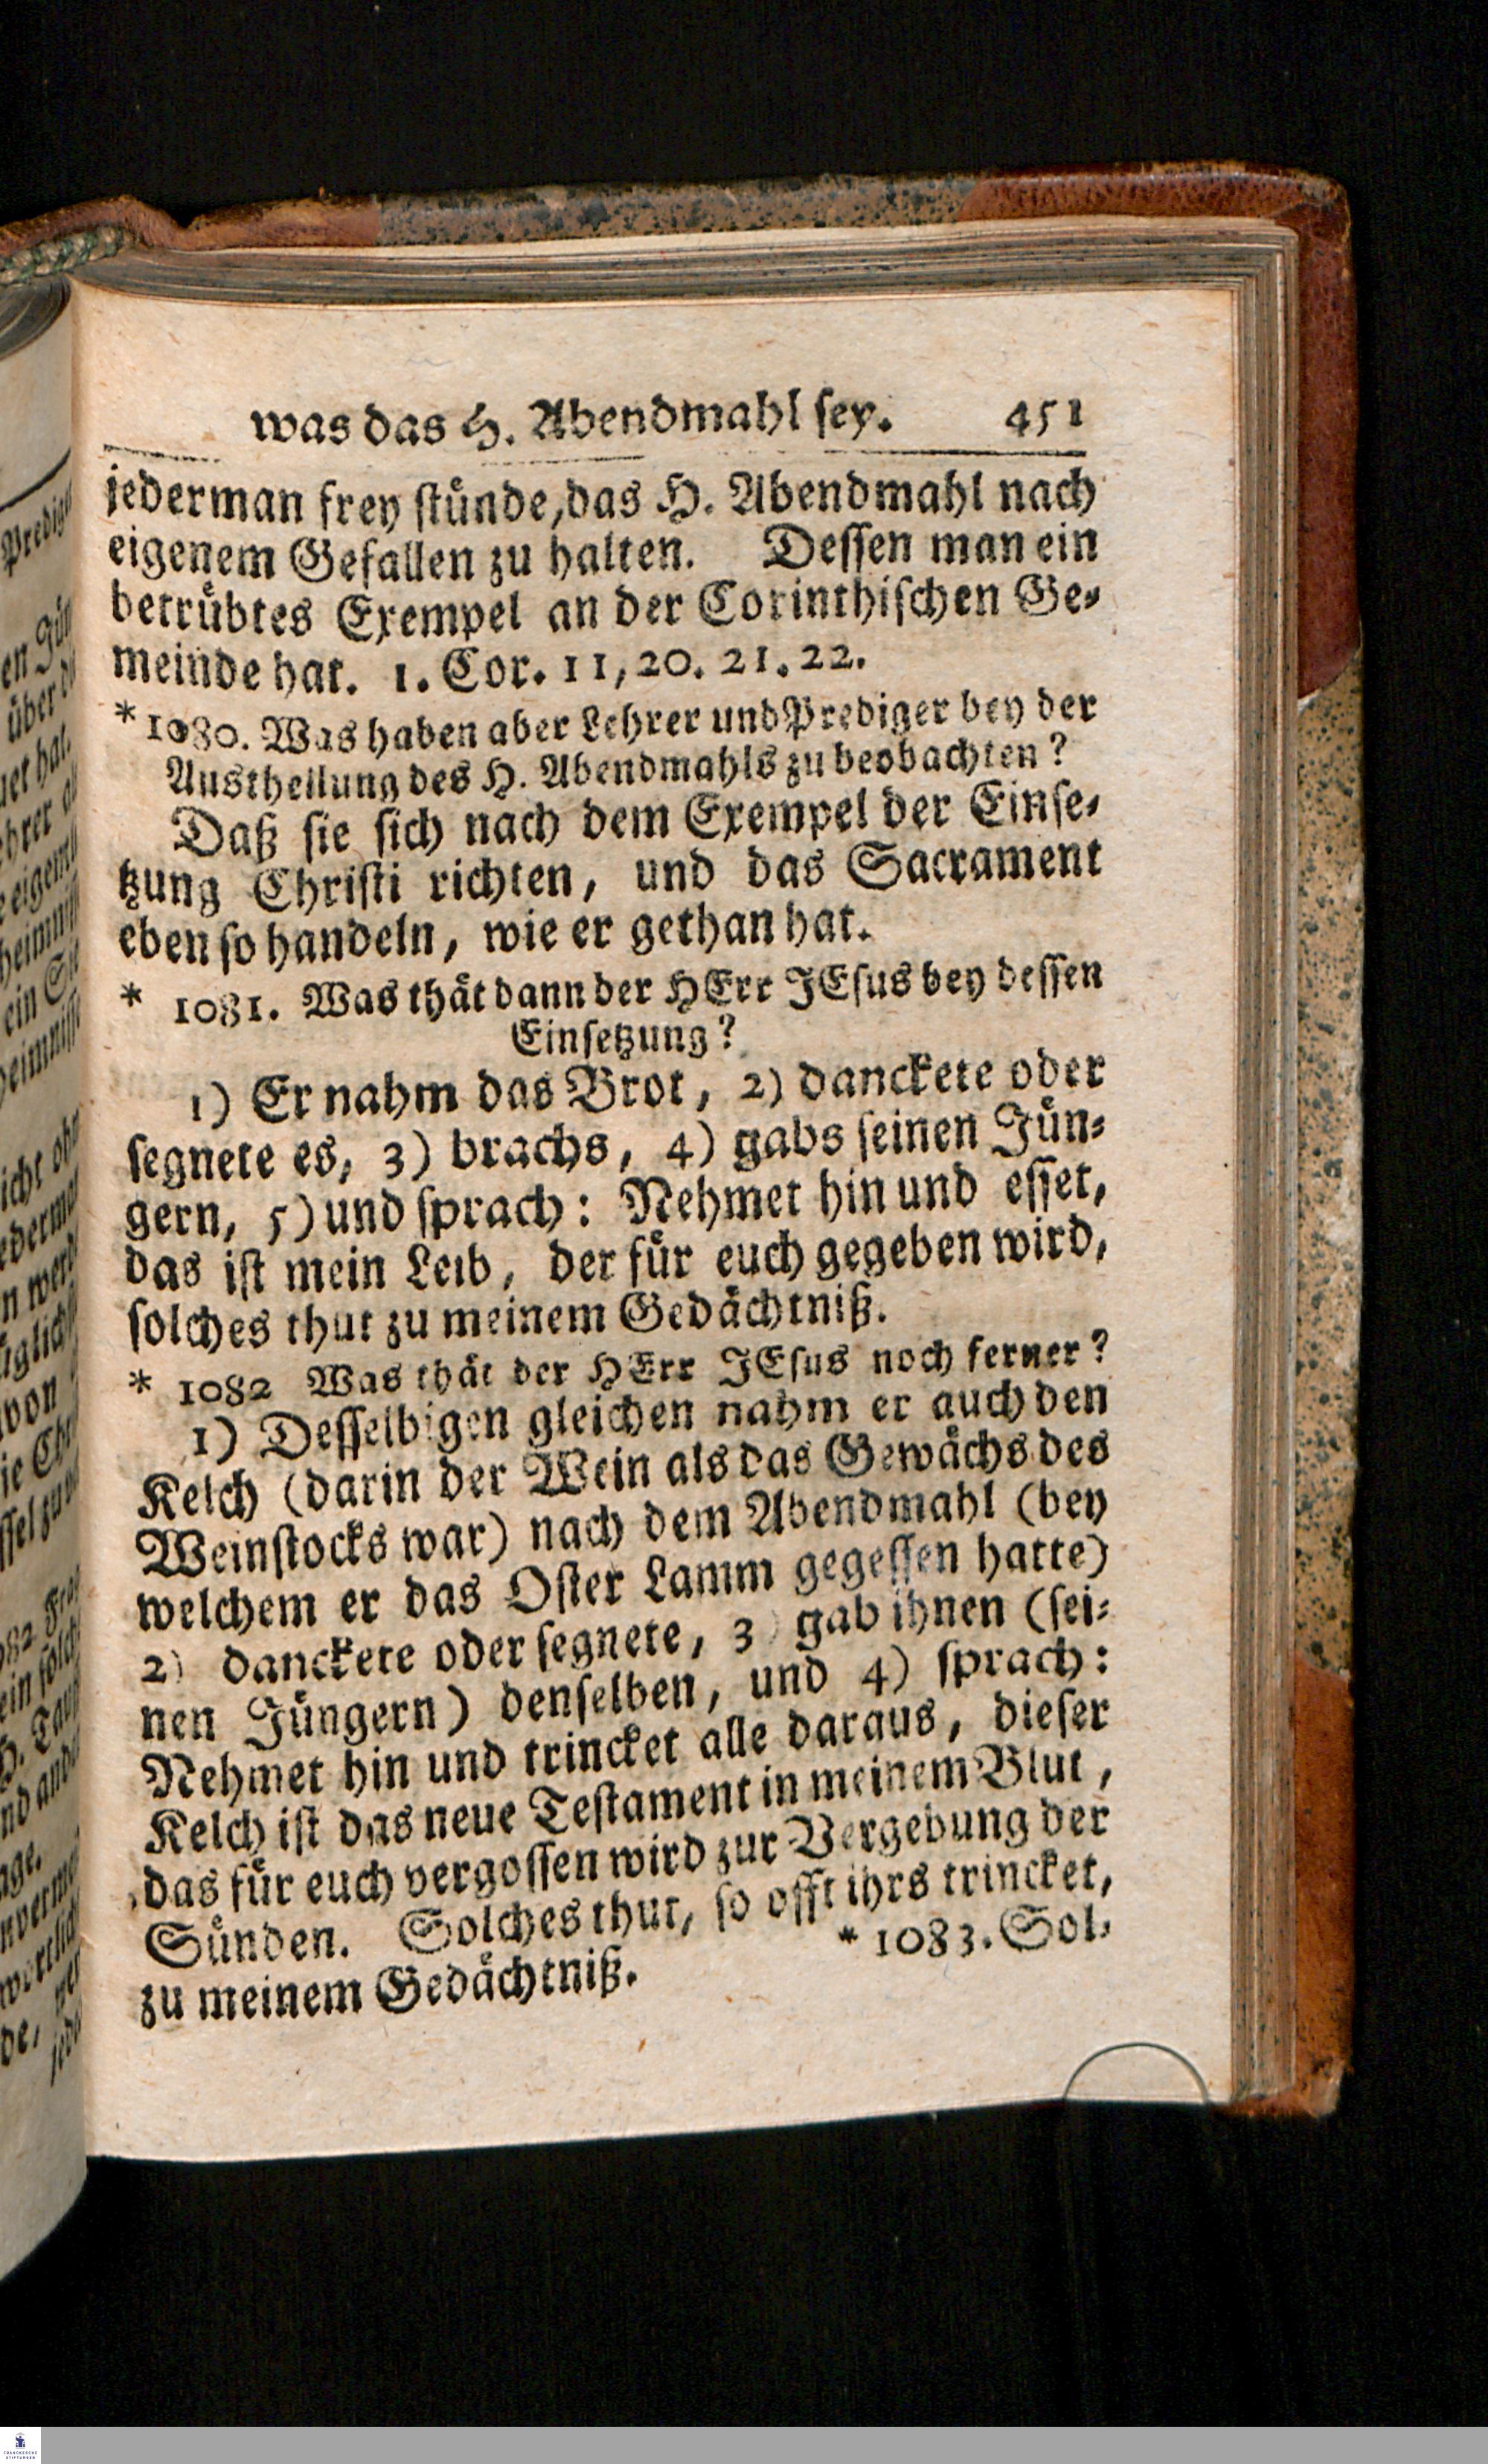 was das H. Abendmahl sey. 451
jederman frey stünde, das H. Abendmahl nach
eigenem Gefallen zu halten. Dessen man ein
betrübtes Exempel an der Corinthischen Ge-
meinde hat. 1. Cor. 11, 20. 21. 22.
* 1080. Was haben aber Lehrer und Prediger bey der
Austheilung des H. Abendmahls zu beobachten?
Daß sie sich nach dem Exempel der Einse-
tzung Christi richten, und das Sacrament
eben so handeln, wie er gethan hat.
* 1081. Was thät dann der HErr JEsus bey dessen
Einsetzung?
1) Er nahm das Brot, 2) danckete oder
segnete es, 3) brachs, 4) gabs seinen Jün-
gern, 5) und sprach: Nehmet hin und esset,
das ist mein Leib, der für euch gegeben wird,
solches thut zu meinem Gedächtniß.
* 1082 Was thät der HErr JEsus noch ferner?
1) Desselbigen gleichen nahm er auch den
Kelch (darin der Wein als das Gewächs des
Weinstocks war) nach dem Abendmahl (bey
welchem er das Oster Lamm gegessen hatte)
2) danckete oder segnete, 3) gab ihnen (sei-
nen Jüngern) denselben, und 4) sprach:
Nehmet hin und trincket alle daraus, dieser
Kelch ist das neue Testament in meinem Blut,
das für euch vergossen wird zur Vergebung der
Sünden. Solches thut, so offt ihrs trincket,
zu meinem Gedächtniß.
* 1083. Sol-